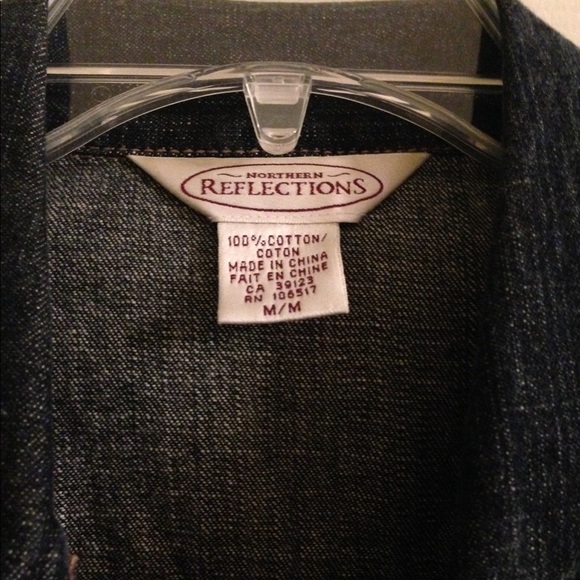 NORTHERN
REFLECTIONS
100%COTTON/
COTON
MADE IN CHINA
FAIT EN CHINE
CA 39123
RN 106517
M/M